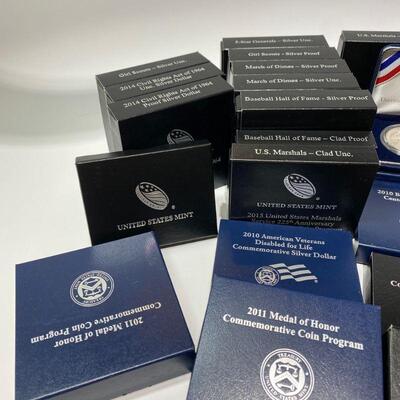 5-Star Generals - Silver Unc.
Girl Scouts - Silver Proof
March of Dimes - Silver Proof
March of Dimes - Silver Unc.
Baseball Hall of Fame - Silver Proof
Baseball Hall of Fame - Clad Proof
U.S. Marshals - Clad Unc.
Girl Scouts - Silver Unc.
2014 Civil Rights Act of 1964
Unc. Silver Dollar
2014 Civil Rights Act of 1964
Proof Silver Dollar
U.S. Marshals -
UNITED STATES MINT
UNITED STATES MINT
2015 United States Marshals
Service 225th Anniversary
2010 American Veterans
Disabled for Life
Commemorative Silver Dollar
2010
2011 Medal of Honor
Commemorative Coin Program
2011 Medal of Honor
Commemorative Coin Program